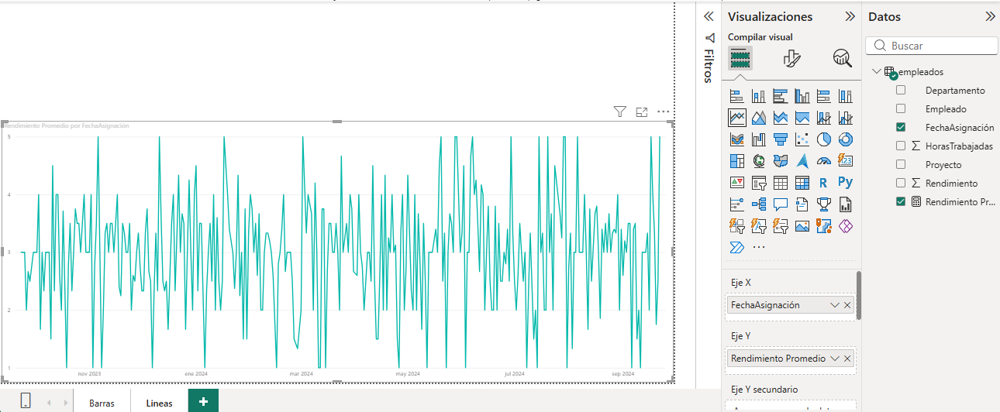 Visualizaciones
Datos
Compilar visual
Buscar
Filtros
empleados
Departamento
Empleado
FechaAsignación
HorasTrabajadas
Proyecto
Rendimiento
Rendimiento Pr...
123
R
Py
Rendimiento Promedio por FechaAsignación
5
4
3
2
1
nov 2023
ene 2024
mar 2024
may 2024
jul 2024
sep 2024
Eje X
FechaAsignación
Eje Y
Rendimiento Promedio
Eje Y secundario
Barras
Lineas